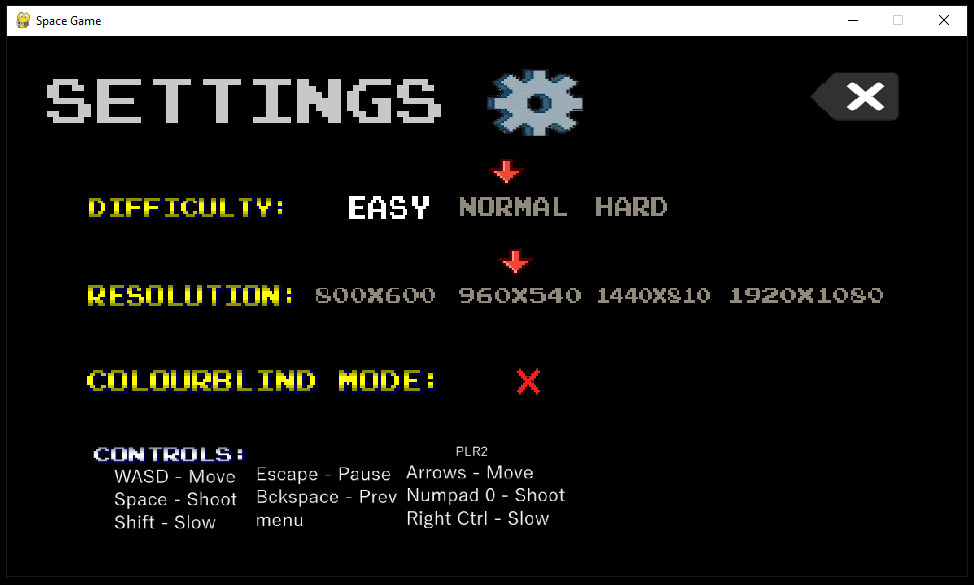 Space Game
SETTINGS
DIFFICULTY: EASY NORMAL HARD
RESOLUTION: 800X600 960X540 1440X810 1920X1080
COLOURBLIND MODE: X
CONTROLS:
WASD - Move
Space - Shoot
Shift - Slow
Escape - Pause
Bckspace - Prev
menu
PLR2
Arrows - Move
Numpad 0 - Shoot
Right Ctrl - Slow